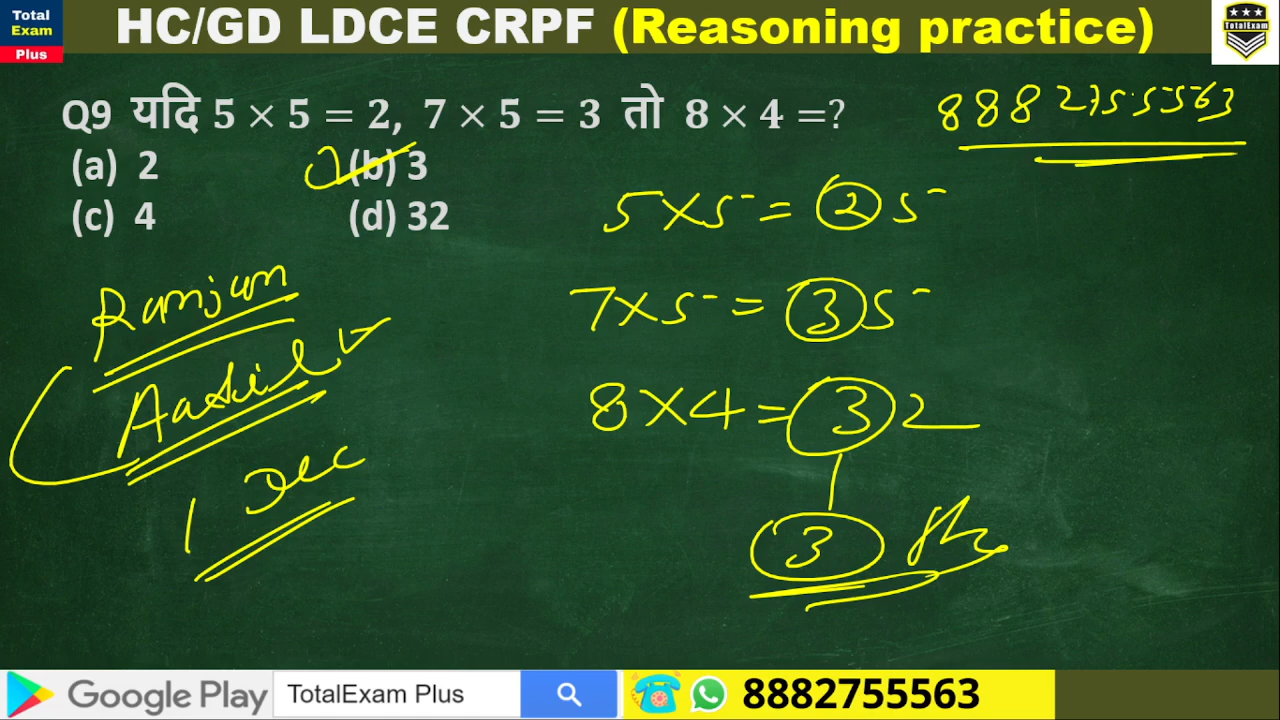 Total
Exam
Plus
HC/GD LDCE CRPF (Reasoning practice)
TotalExam
Q9 यदि 5 × 5 = 2, 7 × 5 = 3 तो 8 × 4 =?
8882755563
(a) 2
(b) 3
(c) 4
(d) 32
5×5=25
7×5=35
8×4=32
3
Ramjan
1 Dec
Google Play
TotalExam Plus
8882755563